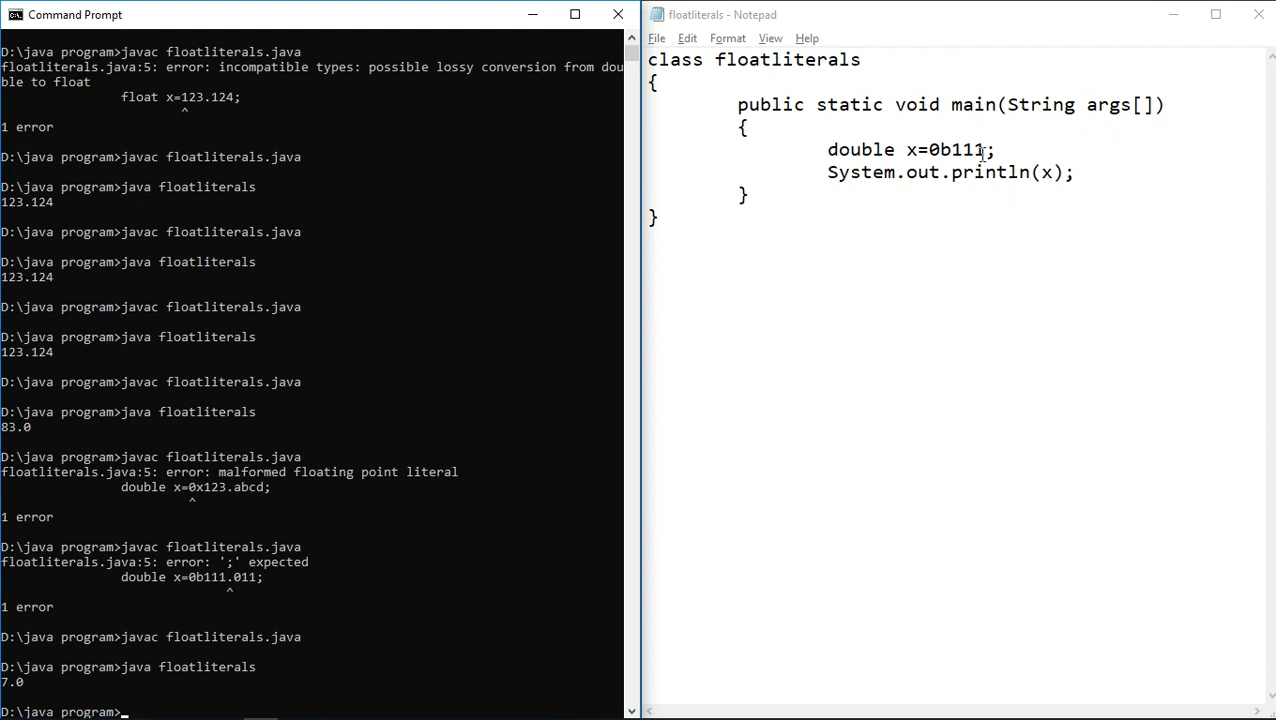 Command Prompt
D:\java program>javac floatliterals.java
floatliterals.java:5: error: incompatible types: possible lossy conversion from dou
ble to float
float x=123.124;
^
1 error
D:\java program>javac floatliterals.java
D:\java program>java floatliterals
123.124
D:\java program>javac floatliterals.java
D:\java program>java floatliterals
123.124
D:\java program>javac floatliterals.java
D:\java program>java floatliterals
123.124
D:\java program>javac floatliterals.java
D:\java program>java floatliterals
83.0
D:\java program>javac floatliterals.java
floatliterals.java:5: error: malformed floating point literal
double x=0x123.abcd;
^
1 error
D:\java program>javac floatliterals.java
floatliterals.java:5: error: ';' expected
double x=0b111.011;
^
1 error
D:\java program>javac floatliterals.java
D:\java program>java floatliterals
7.0
D:\java program>
floatliterals - Notepad
File Edit Format View Help
class floatliterals
{
public static void main(String args[])
{
double x=0b111;
System.out.println(x);
}
}